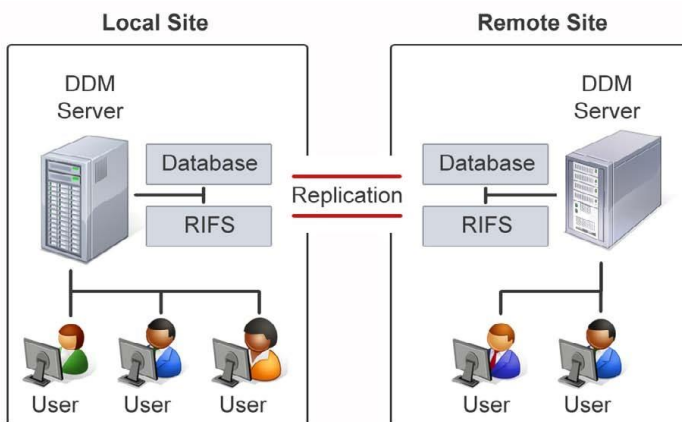 Local Site
Remote Site
DDM
Server
DDM
Server
Database
Database
Replication
RIFS
RIFS
User
User
User
User
User